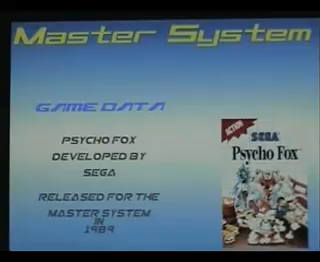 Master System
GAME DATA
PSYCHO FOX
DEVELOPED BY
SEGA
RELEASED FOR THE
MASTER SYSTEM
IN
1989
ACTION
SEGA
Psycho Fox